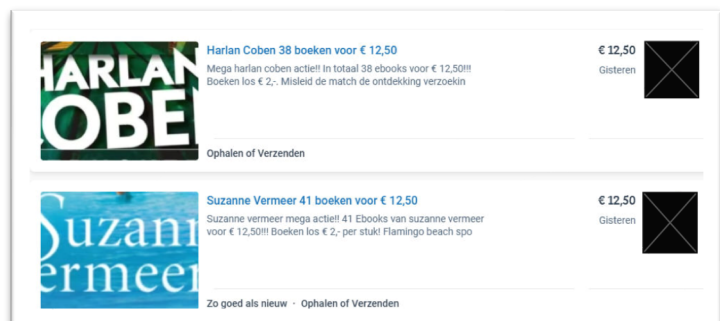 HARLAN
COBE
Harlan Coben 38 boeken voor € 12,50
€ 12,50
Mega harlan coben actie!! In totaal 38 ebooks voor € 12,50!!!
Gisteren
Boeken los € 2,-. Misleid de match de ontdekking verzoekin
Ophalen of Verzenden
Suzann
ermeer
Suzanne Vermeer 41 boeken voor € 12,50
€ 12,50
Suzanne vermeer mega actie!! 41 Ebooks van suzanne vermeer
Gisteren
voor € 12,50!!! Boeken los € 2,- per stuk! Flamingo beach spo
Zo goed als nieuw · Ophalen of Verzenden